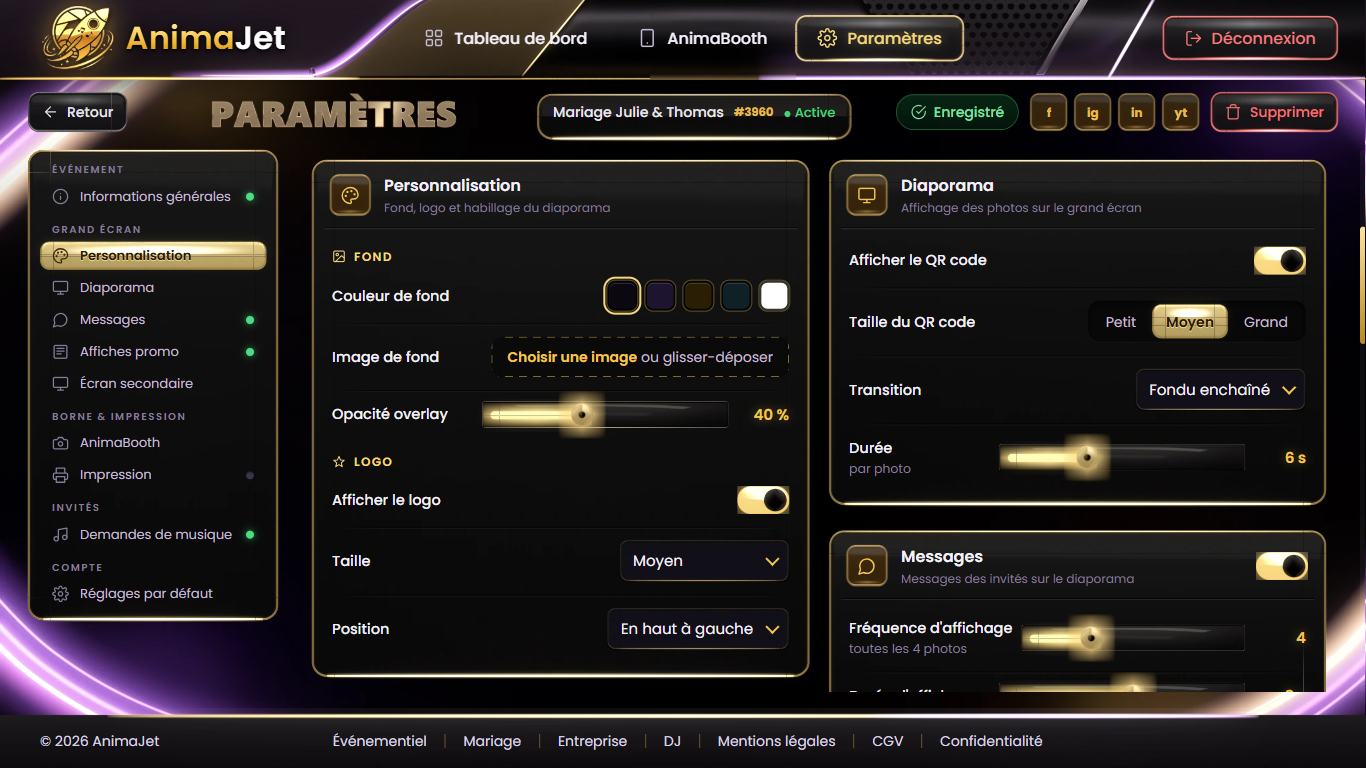 AnimaJet
Tableau de bord
AnimaBooth
Paramètres
Déconnexion
Retour
PARAMÈTRES
Mariage Julie & Thomas #3960 Active
Enregistré
f
ig
in
yt
Supprimer
ÉVÉNEMENT
Informations générales
GRAND ÉCRAN
Personnalisation
Diaporama
Messages
Affiches promo
Écran secondaire
BORNE & IMPRESSION
AnimaBooth
Impression
INVITÉS
Demandes de musique
COMPTE
Réglages par défaut
Personnalisation
Fond, logo et habillage du diaporama
FOND
Couleur de fond
Image de fond
Choisir une image ou glisser-déposer
Opacité overlay
40 %
LOGO
Afficher le logo
Taille
Moyen
Position
En haut à gauche
Diaporama
Affichage des photos sur le grand écran
Afficher le QR code
Taille du QR code
Petit
Moyen
Grand
Transition
Fondu enchaîné
Durée
par photo
6 s
Messages
Messages des invités sur le diaporama
Fréquence d'affichage
toutes les 4 photos
4
© 2026 AnimaJet
Événementiel
Mariage
Entreprise
DJ
Mentions légales
CGV
Confidentialité